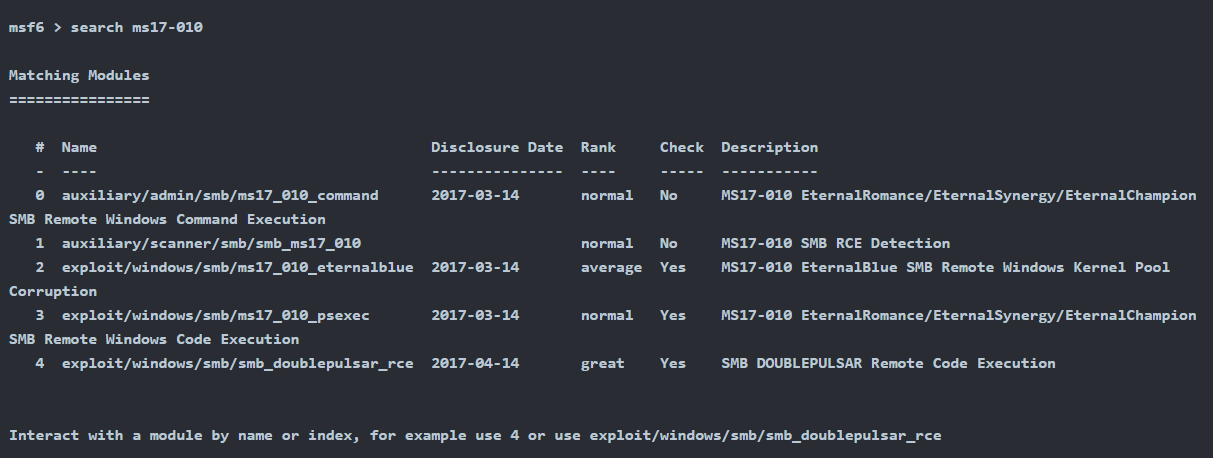 msf6 > search ms17-010
Matching Modules
================
#  Name                                      Disclosure Date  Rank     Check  Description
-  ----                                      ---------------  ----     -----  -----------
0  auxiliary/admin/smb/ms17_010_command      2017-03-14       normal   No     MS17-010 EternalRomance/EternalSynergy/EternalChampion
SMB Remote Windows Command Execution
1  auxiliary/scanner/smb/smb_ms17_010                         normal   No     MS17-010 SMB RCE Detection
2  exploit/windows/smb/ms17_010_eternalblue  2017-03-14       average  Yes    MS17-010 EternalBlue SMB Remote Windows Kernel Pool
Corruption
3  exploit/windows/smb/ms17_010_psexec       2017-03-14       normal   Yes    MS17-010 EternalRomance/EternalSynergy/EternalChampion
SMB Remote Windows Code Execution
4  exploit/windows/smb/smb_doublepulsar_rce  2017-04-14       great    Yes    SMB DOUBLEPULSAR Remote Code Execution
Interact with a module by name or index, for example use 4 or use exploit/windows/smb/smb_doublepulsar_rce